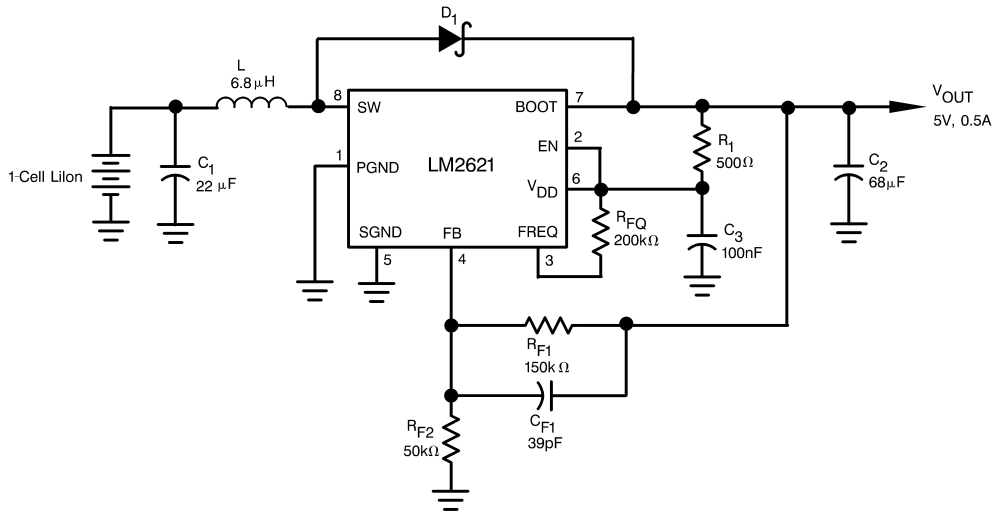 D1
L
6.8 μH
8
SW
BOOT
7
VOUT
5V, 0.5A
2
EN
R1
500Ω
C1
22 μF
1
PGND
LM2621
C2
68μF
1-Cell LiIon
6
VDD
RFQ
200kΩ
SGND
FB
FREQ
C3
100nF
5
4
3
RF1
150k Ω
CF1
39pF
RF2
50kΩ